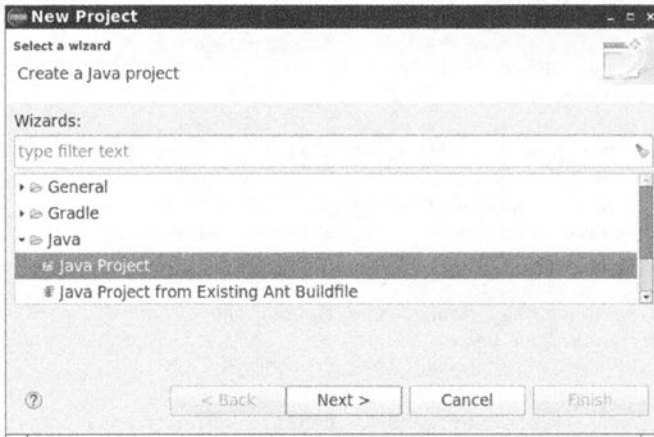 New Project
Select a wizard
Create a Java project
Wizards:
type filter text
General
Gradle
Java
Java Project
Java Project from Existing Ant Buildfile
< Back Next > Cancel Finish